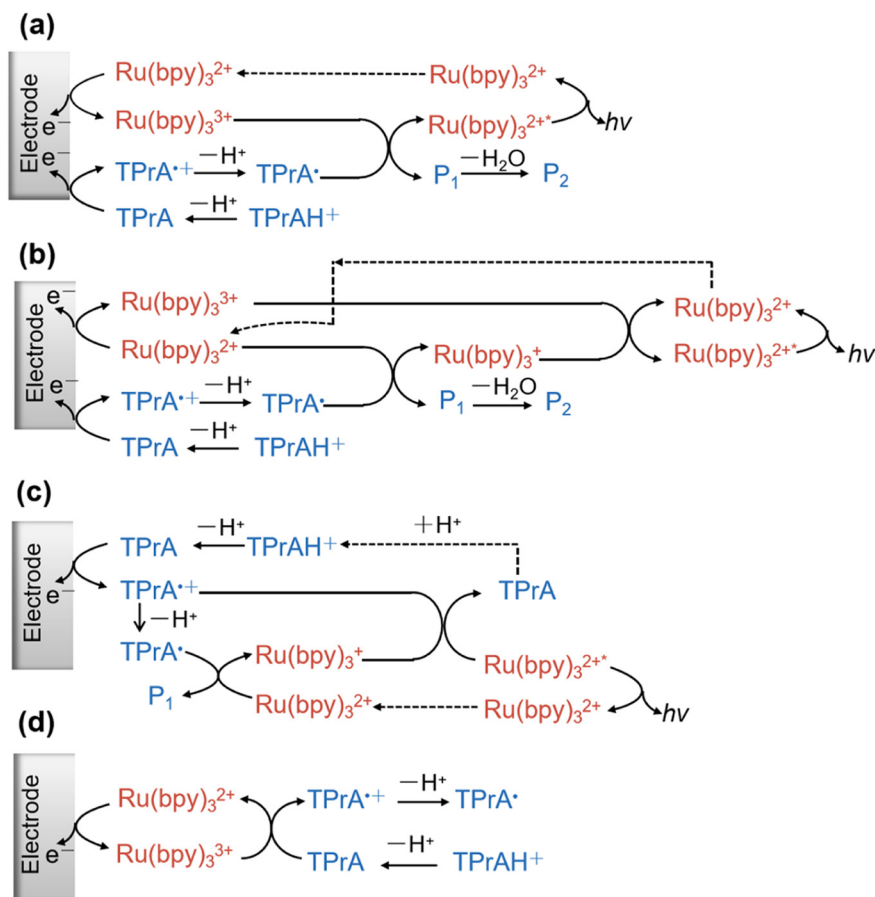 (a)
Electrode
Ru(bpy)₃²⁺ Ru(bpy)₃²⁺
e⁻ Ru(bpy)₃³⁺ Ru(bpy)₃²⁺* hν
e⁻ TPrA•⁺ −H⁺ TPrA• P₁ −H₂O P₂
TPrA −H⁺ TPrAH⁺
(b)
Electrode
e⁻ Ru(bpy)₃³⁺ Ru(bpy)₃²⁺
Ru(bpy)₃²⁺ Ru(bpy)₃⁺ Ru(bpy)₃²⁺* hν
e⁻ TPrA•⁺ −H⁺ TPrA• P₁ −H₂O P₂
TPrA −H⁺ TPrAH⁺
(c)
Electrode
TPrA −H⁺ TPrAH⁺ +H⁺
e⁻ TPrA•⁺ TPrA
−H⁺
TPrA• Ru(bpy)₃⁺ Ru(bpy)₃²⁺*
P₁ Ru(bpy)₃²⁺ Ru(bpy)₃²⁺ hν
(d)
Electrode
Ru(bpy)₃²⁺ TPrA•⁺ −H⁺ TPrA•
e⁻ Ru(bpy)₃³⁺ TPrA −H⁺ TPrAH⁺